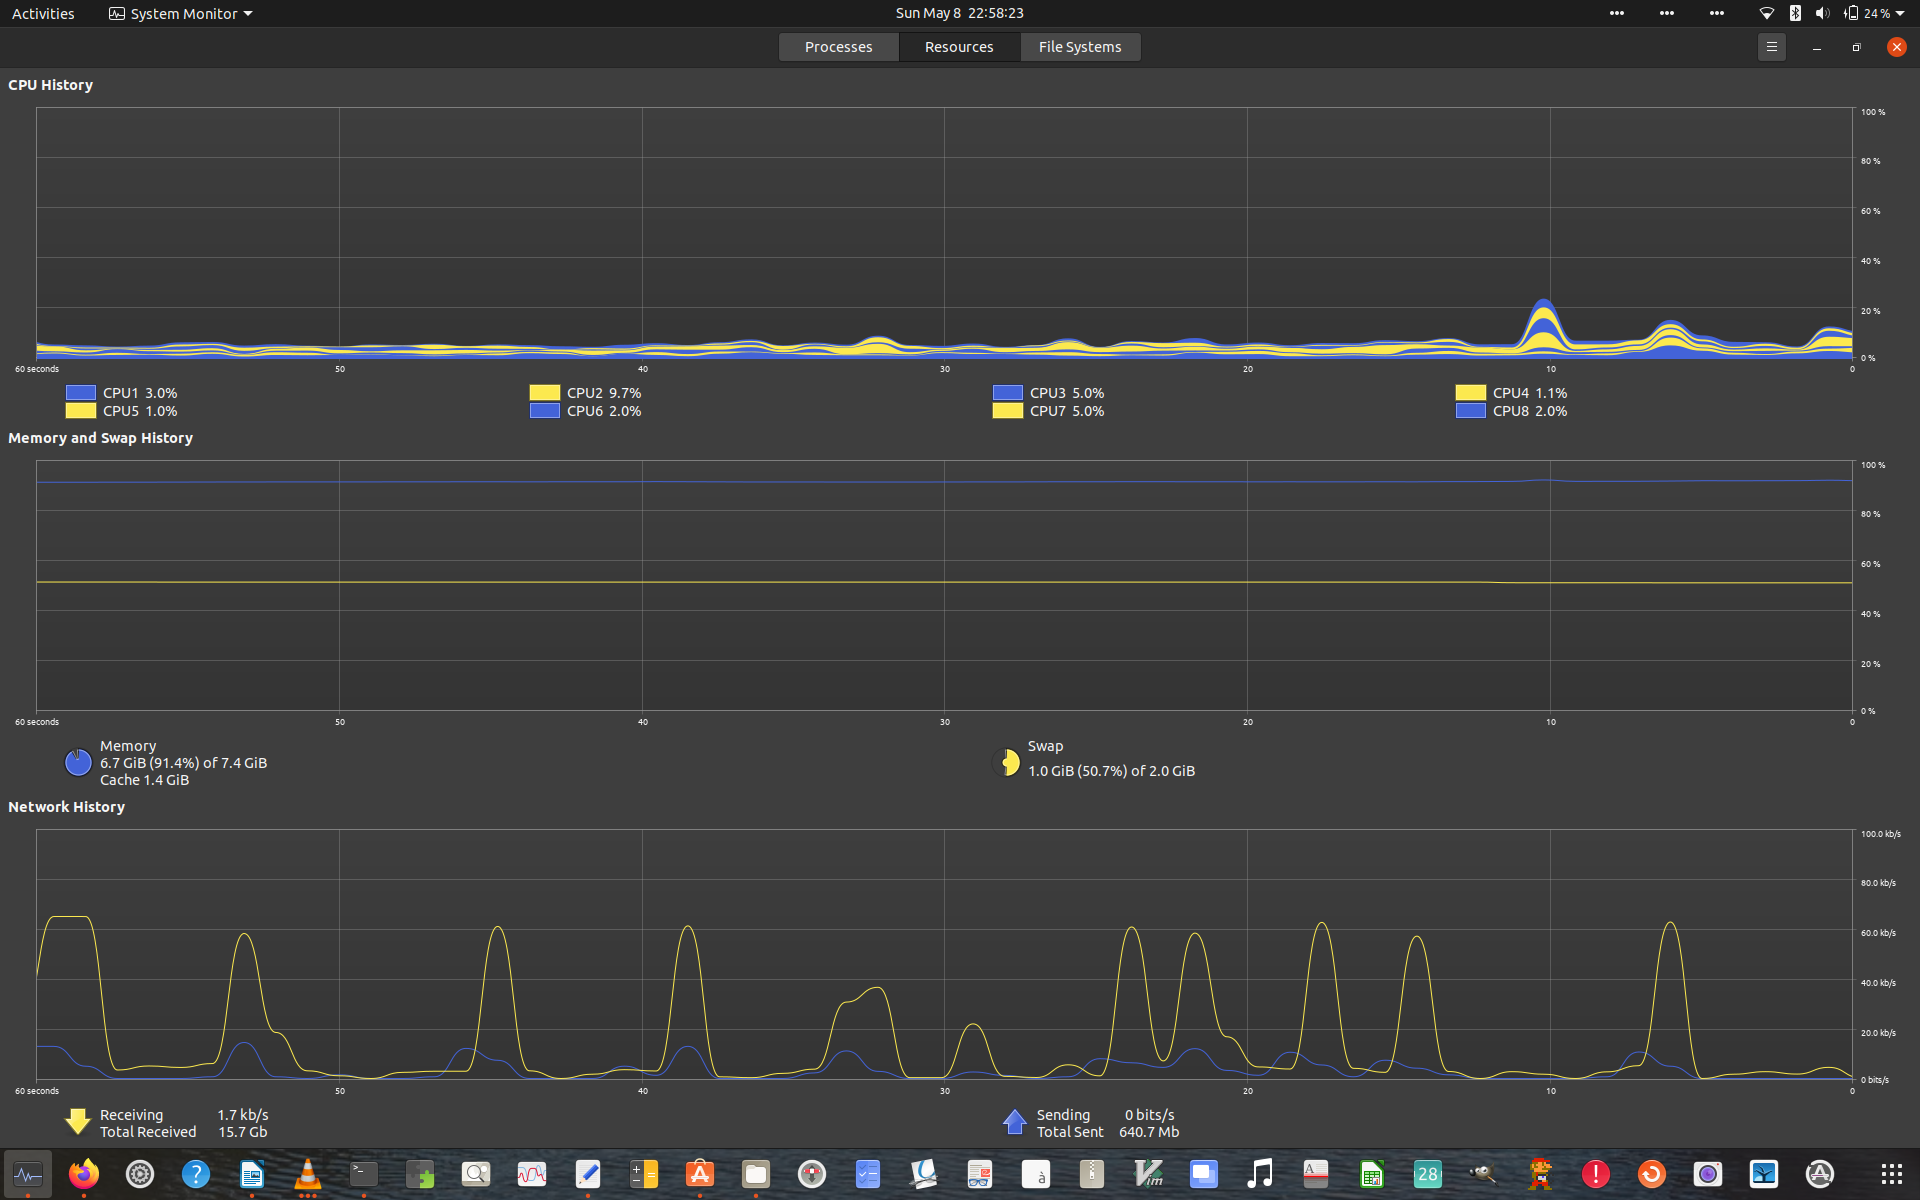 Activities
System Monitor
Sun May 8 22:58:23
24 %
Processes
Resources
File Systems
CPU History
100 %
80 %
60 %
40 %
20 %
0 %
60 seconds
50
40
30
20
10
0
CPU1 3.0%
CPU2 9.7%
CPU3 5.0%
CPU4 1.1%
CPU5 1.0%
CPU6 2.0%
CPU7 5.0%
CPU8 2.0%
Memory and Swap History
100 %
80 %
60 %
40 %
20 %
0 %
60 seconds
50
40
30
20
10
0
Memory
6.7 GiB (91.4%) of 7.4 GiB
Cache 1.4 GiB
Swap
1.0 GiB (50.7%) of 2.0 GiB
Network History
100.0 kb/s
80.0 kb/s
60.0 kb/s
40.0 kb/s
20.0 kb/s
0 bits/s
60 seconds
50
40
30
20
10
0
Receiving 1.7 kb/s
Total Received 15.7 Gb
Sending 0 bits/s
Total Sent 640.7 Mb
?
>_
A
à
Vim
A
28
!
A